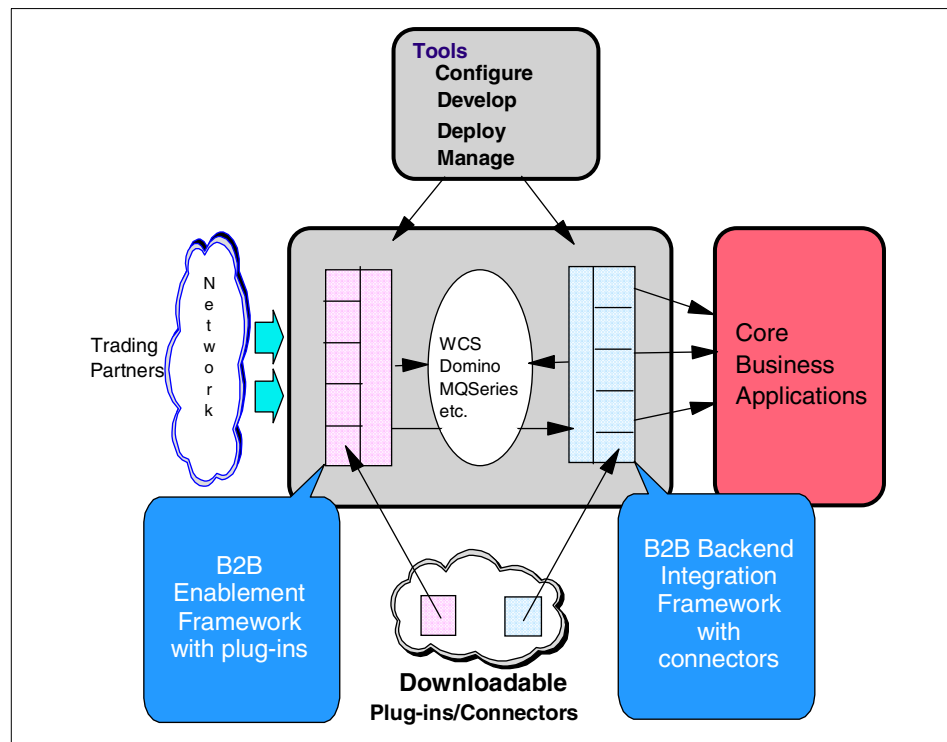 Tools
Configure
Develop
Deploy
Manage
Trading
Partners
Network
WCS
Domino
MQSeries
etc.
Core
Business
Applications
B2B
Enablement
Framework
with plug-ins
B2B Backend
Integration
Framework
with
connectors
Downloadable
Plug-ins/Connectors